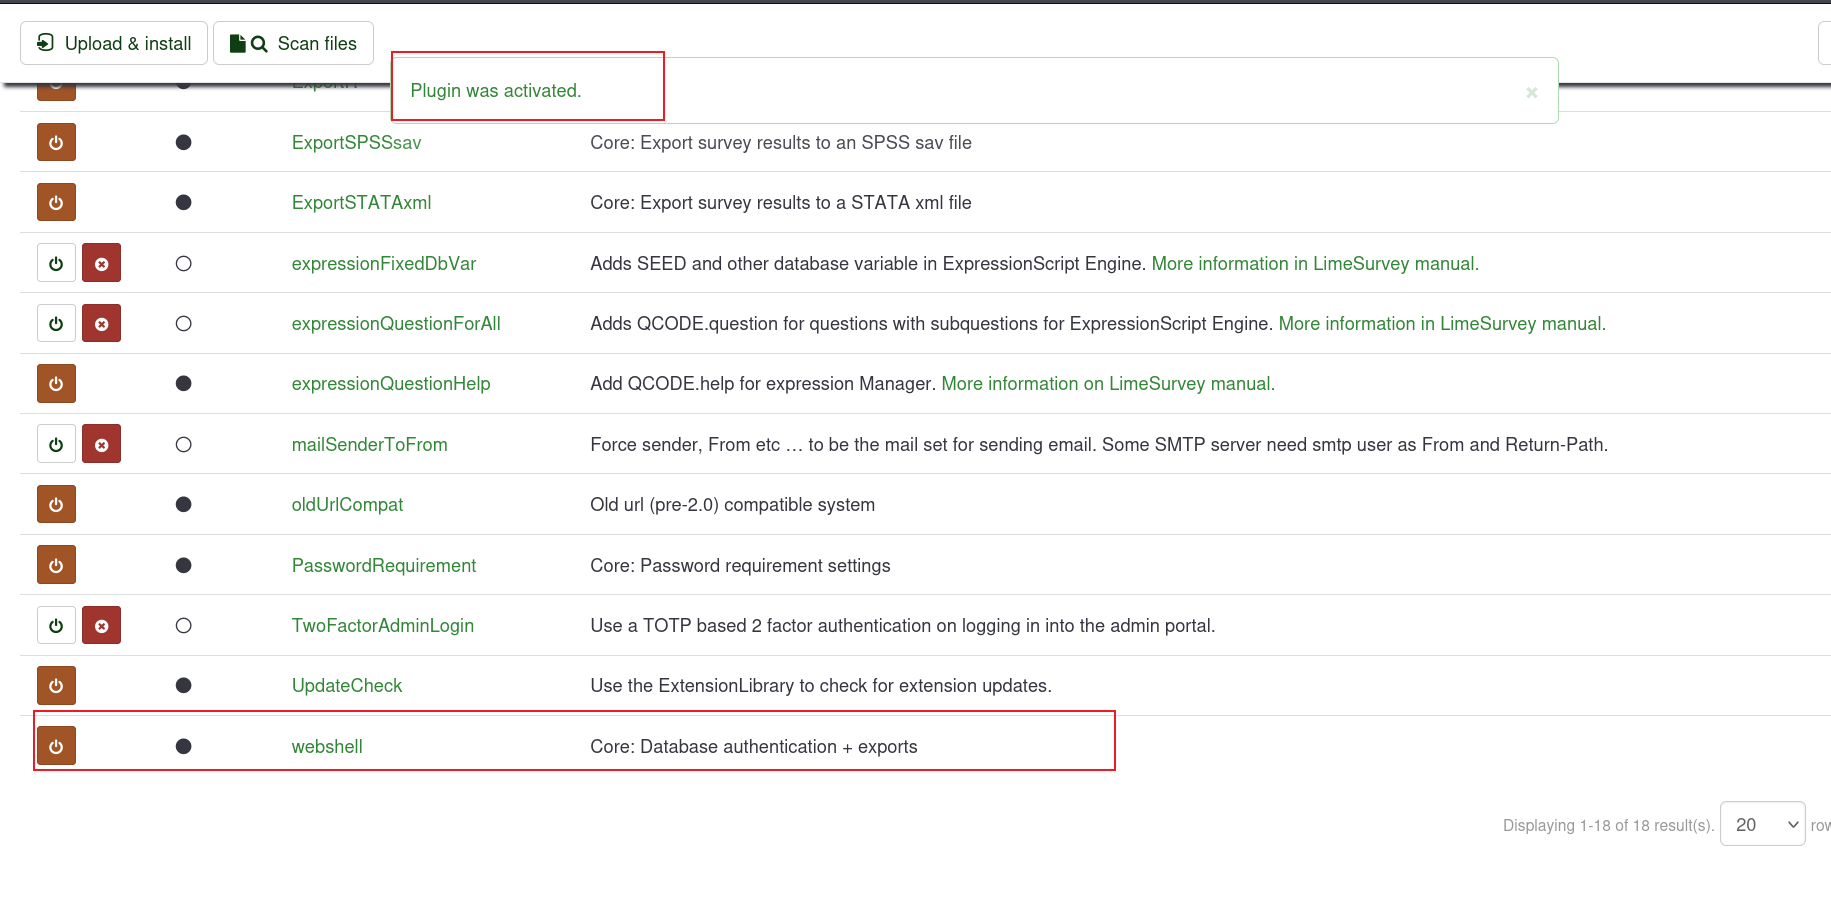 Upload & install Scan files
Plugin was activated.
ExportSPSSsav Core: Export survey results to an SPSS sav file
ExportSTATAxml Core: Export survey results to a STATA xml file
expressionFixedDbVar Adds SEED and other database variable in ExpressionScript Engine. More information in LimeSurvey manual.
expressionQuestionForAll Adds QCODE.question for questions with subquestions for ExpressionScript Engine. More information in LimeSurvey manual.
expressionQuestionHelp Add QCODE.help for expression Manager. More information on LimeSurvey manual.
mailSenderToFrom Force sender, From etc … to be the mail set for sending email. Some SMTP server need smtp user as From and Return-Path.
oldUrlCompat Old url (pre-2.0) compatible system
PasswordRequirement Core: Password requirement settings
TwoFactorAdminLogin Use a TOTP based 2 factor authentication on logging in into the admin portal.
UpdateCheck Use the ExtensionLibrary to check for extension updates.
webshell Core: Database authentication + exports
Displaying 1-18 of 18 result(s). 20